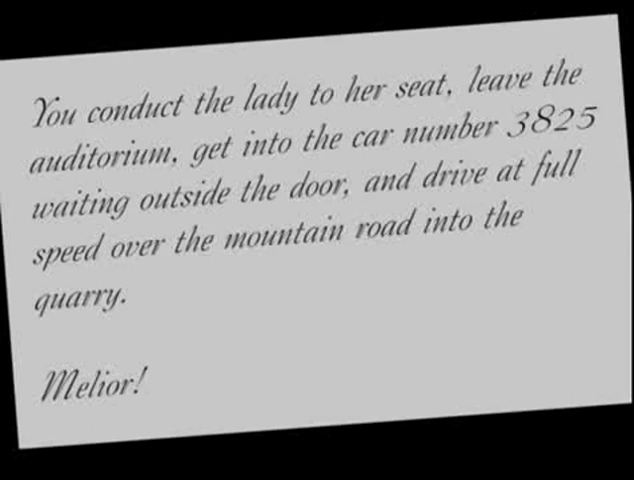 You conduct the lady to her seat, leave the
auditorium, get into the car number 3825
waiting outside the door, and drive at full
speed over the mountain road into the
quarry.
Melior!